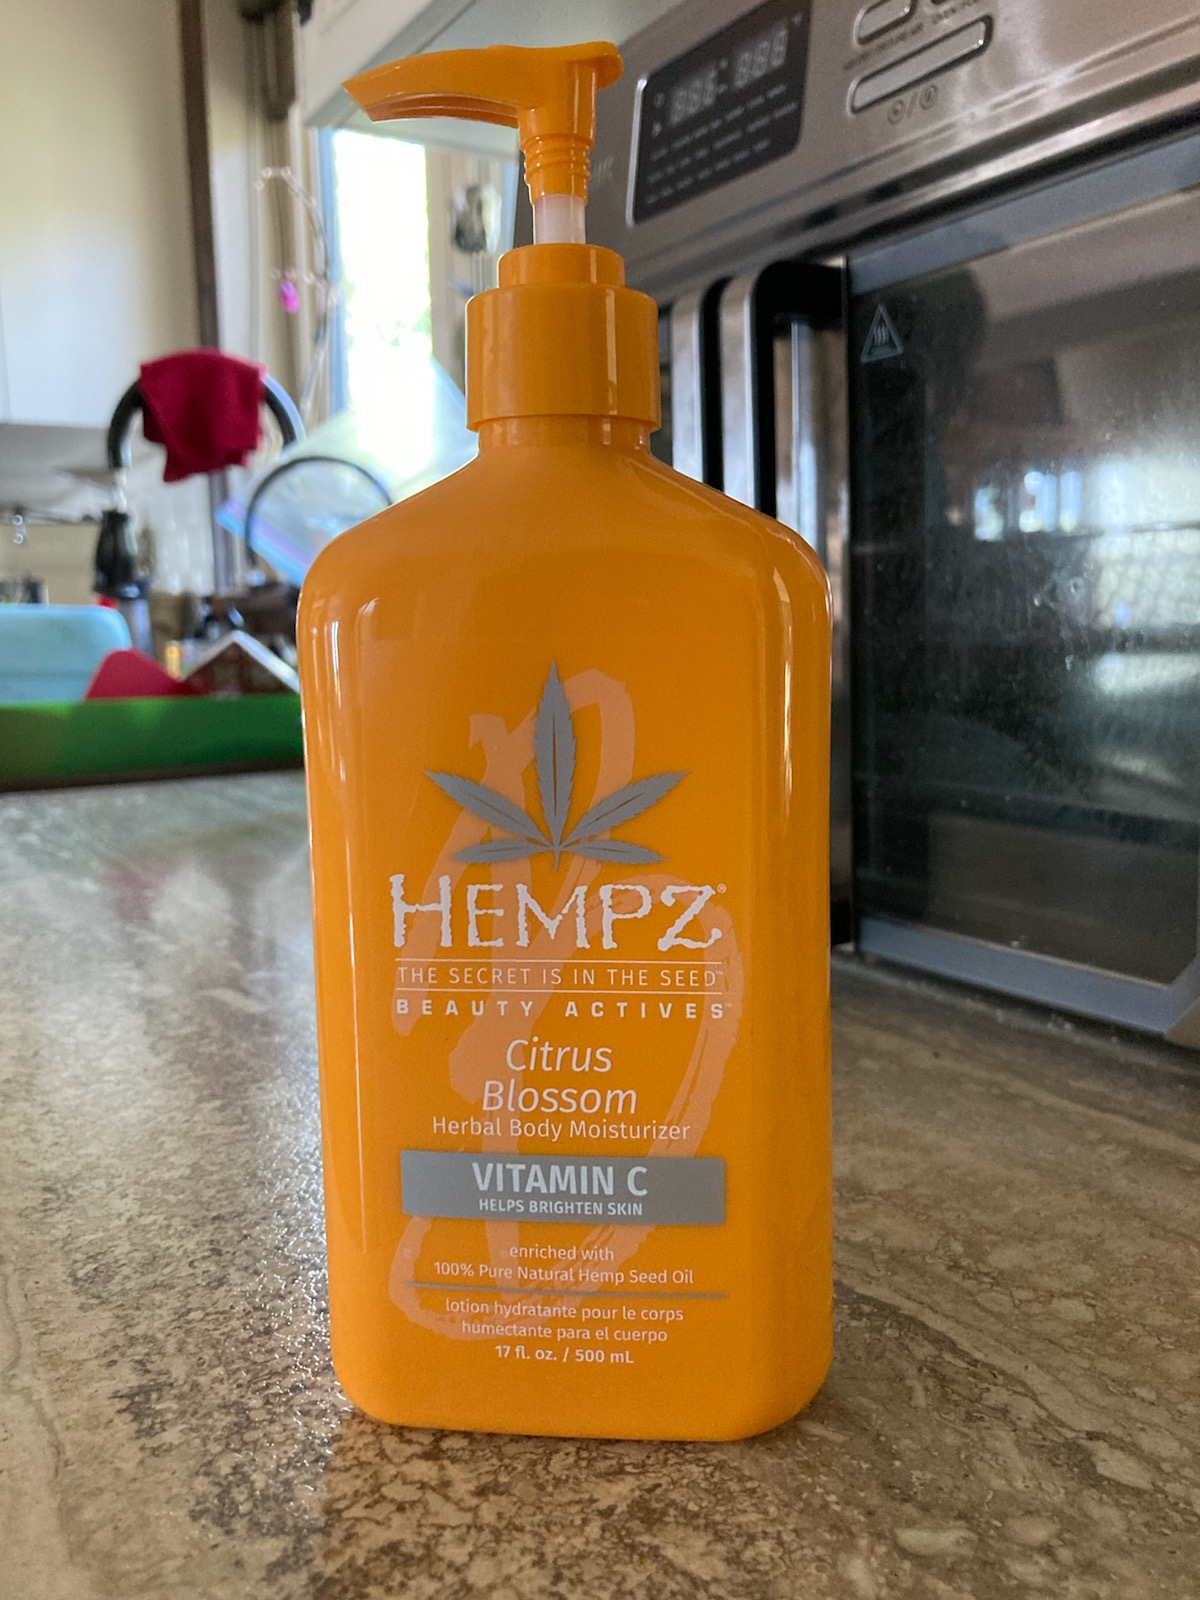 HEMPZ®
THE SECRET IS IN THE SEED™
BEAUTY ACTIVES™
Citrus
Blossom
Herbal Body Moisturizer
VITAMIN C
HELPS BRIGHTEN SKIN
enriched with
100% Pure Natural Hemp Seed Oil
lotion hydratante pour le corps
humectante para el cuerpo
17 fl. oz. / 500 mL